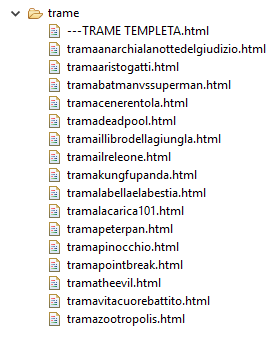 trame
---TRAME TEMPLETA.html
tramaanarchialanottedelgiudizio.html
tramaaristogatti.html
tramabatmanvssuperman.html
tramacenerentola.html
tramadeadpool.html
tramaillibrodellagiungla.html
tramailreleone.html
tramakungfupanda.html
tramalabellaelabestia.html
tramalacarica101.html
tramapeterpan.html
tramapinocchio.html
tramapointbreak.html
tramatheevil.html
tramavitacuorebattito.html
tramazootropolis.html